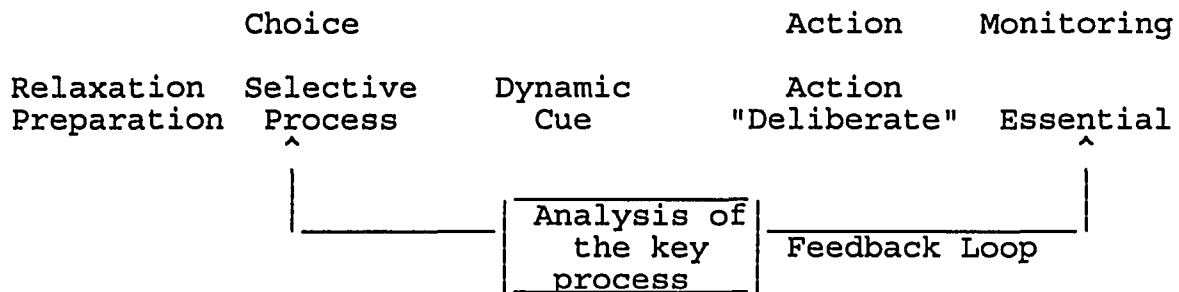 Choice Action Monitoring
Relaxation Selective Dynamic Action
Preparation Process Cue "Deliberate" Essential
Analysis of
the key Feedback Loop
process